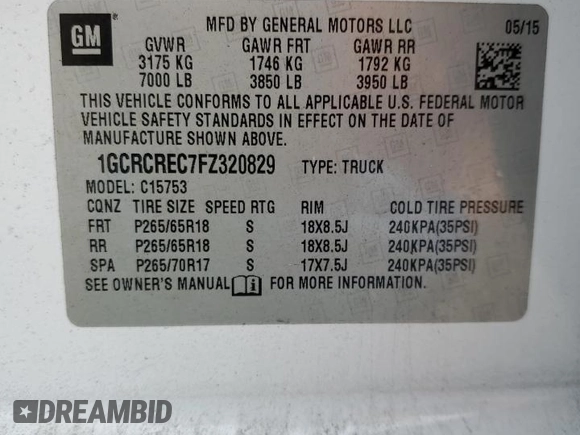 GM
MFD BY GENERAL MOTORS LLC 05/15
GVWR GAWR FRT GAWR RR
3175 KG 1746 KG 1792 KG
7000 LB 3850 LB 3950 LB
THIS VEHICLE CONFORMS TO ALL APPLICABLE U.S. FEDERAL MOTOR
VEHICLE SAFETY STANDARDS IN EFFECT ON THE DATE OF
MANUFACTURE SHOWN ABOVE.
1GCRCREC7FZ320829 TYPE: TRUCK
MODEL: C15753
CQNZ TIRE SIZE SPEED RTG RIM COLD TIRE PRESSURE
FRT P265/65R18 S 18X8.5J 240KPA(35PSI)
RR P265/65R18 S 18X8.5J 240KPA(35PSI)
SPA P265/70R17 S 17X7.5J 240KPA(35PSI)
SEE OWNER'S MANUAL FOR MORE INFORMATION.
DREAMBID